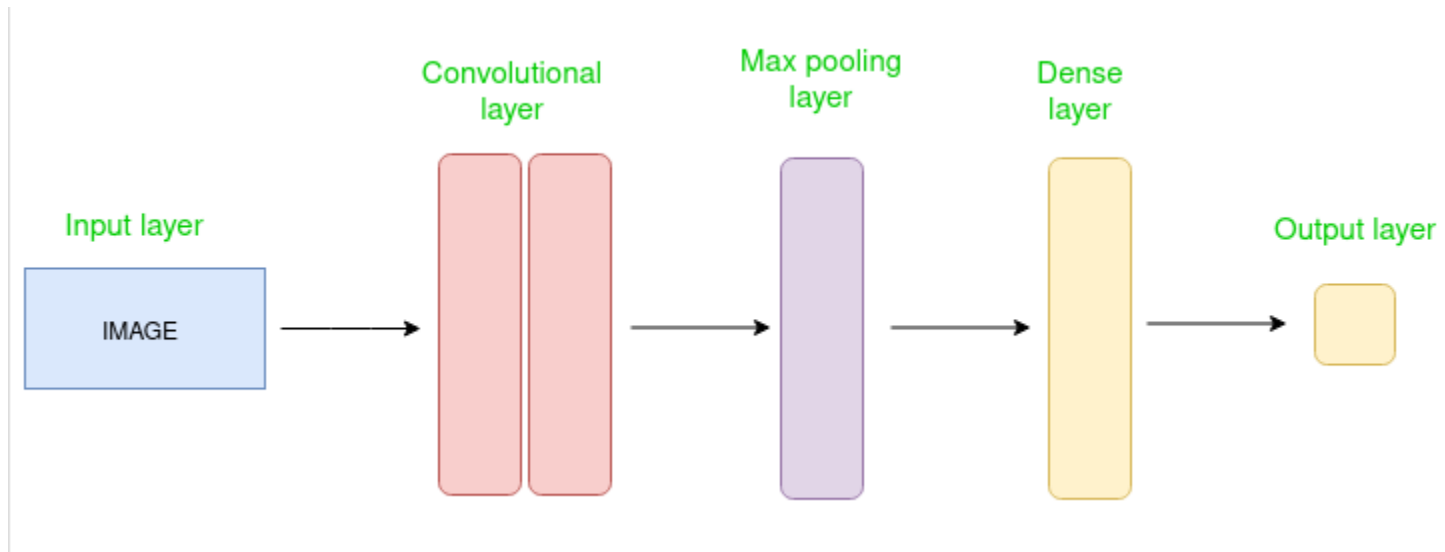 Input layer
IMAGE
Convolutional
layer
Max pooling
layer
Dense
layer
Output layer